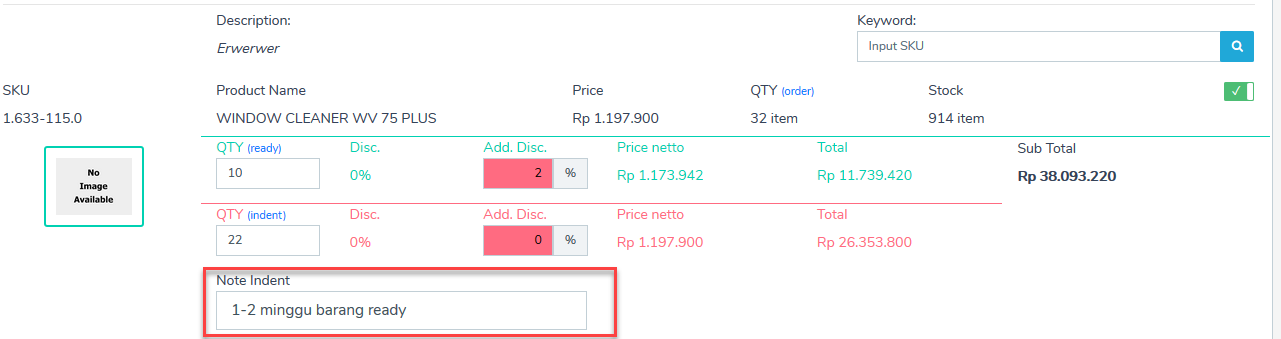 Description: Keyword:
Erwerwer Input SKU
SKU Product Name Price QTY (order) Stock
1.633-115.0 WINDOW CLEANER WV 75 PLUS Rp 1.197.900 32 item 914 item
QTY (ready) Disc. Add. Disc. Price netto Total Sub Total
10 0% 2 % Rp 1.173.942 Rp 11.739.420 Rp 38.093.220
No
Image
Available
QTY (indent) Disc. Add. Disc. Price netto Total
22 0% 0 % Rp 1.197.900 Rp 26.353.800
Note Indent
1-2 minggu barang ready